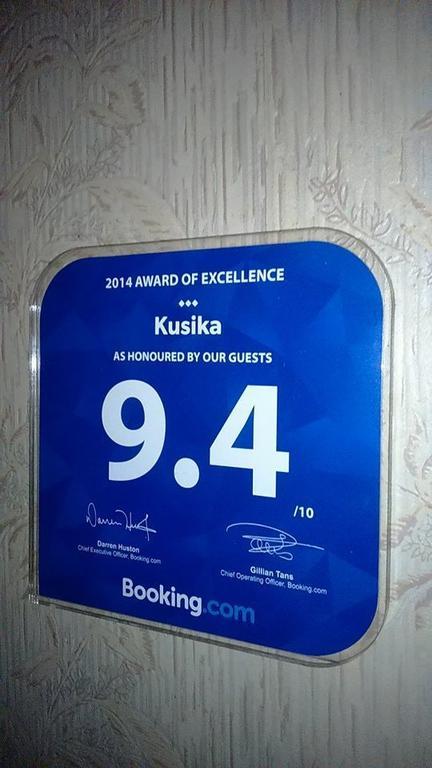 2014 AWARD OF EXCELLENCE
Kusika
AS HONOURED BY OUR GUESTS
9.4
/10
Darren Huston
Chief Executive Officer, Booking.com
Gillian Tans
Chief Operating Officer, Booking.com
Booking.com